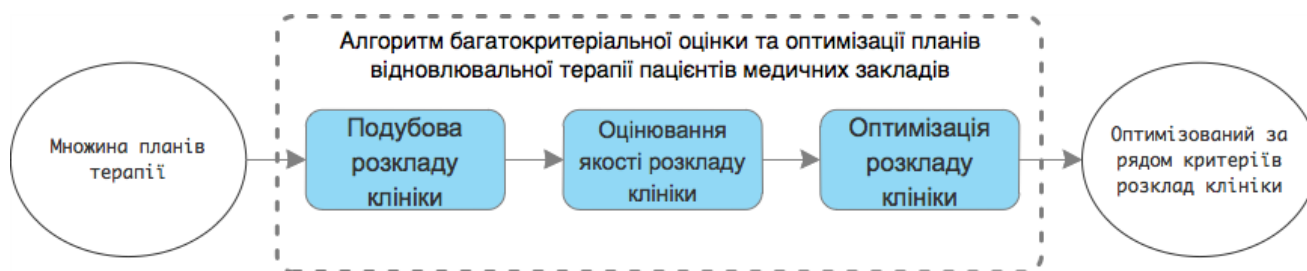 Алгоритм багатокритеріальної оцінки та оптимізації планів
відновлювальної терапії пацієнтів медичних закладів
Множина планів
терапії
Подубова
розкладу
клініки
Оцінювання
якості розкладу
клініки
Оптимізація
розкладу
клініки
Оптимізований за
рядом критеріїв
розклад клініки